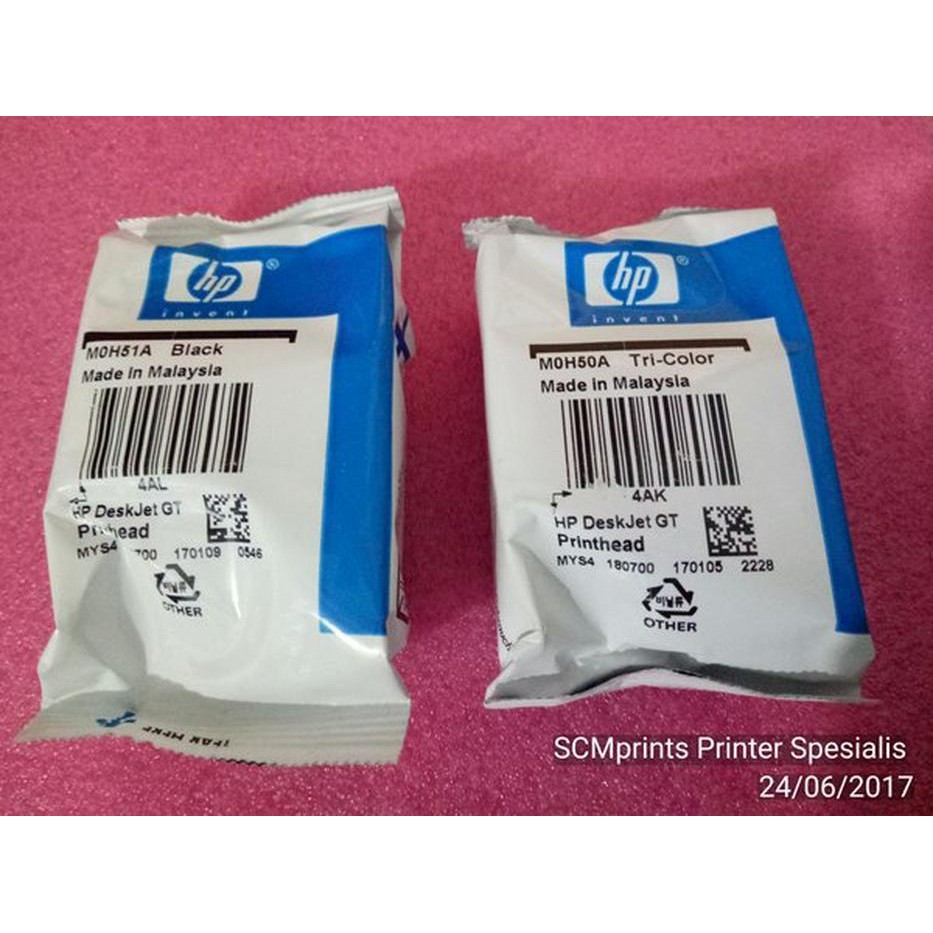 hp
invent
M0H51A Black
Made in Malaysia
4AL
HP DeskJet GT
Printhead
MYS4 700 170109 0546
OTHER
hp
invent
M0H50A Tri-Color
Made in Malaysia
4AK
HP DeskJet GT
Printhead
MYS4 180700 170105 2228
OTHER
SCMprints Printer Spesialis
24/06/2017